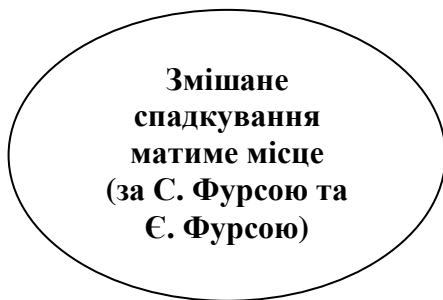 Змішане
спадкування
матиме місце
(за С. Фурсою та
Є. Фурсою)